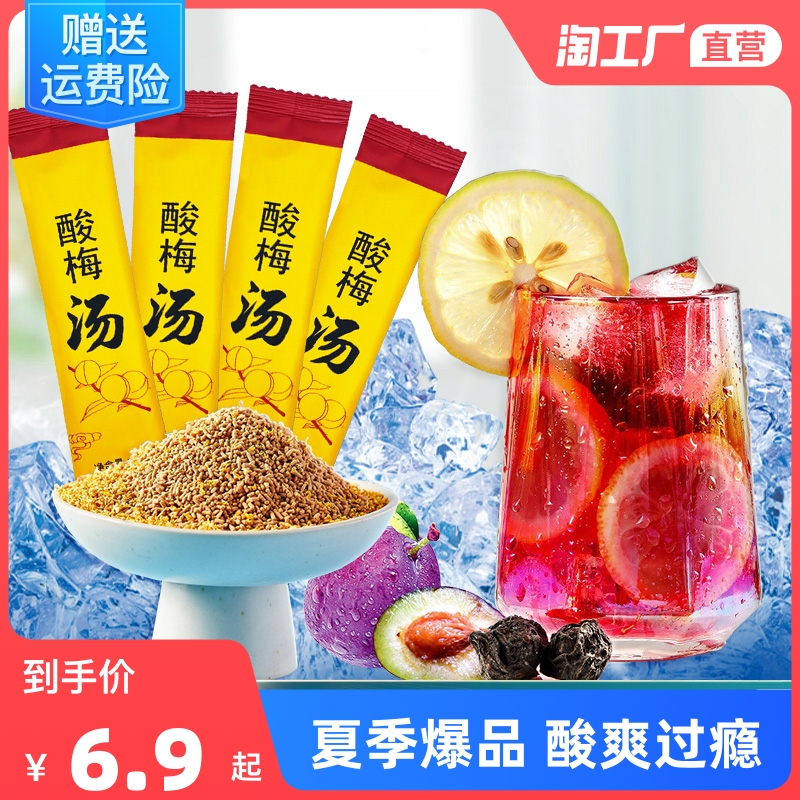 赠送
运费险
淘工厂 直营
酸梅汤
酸梅汤
酸梅汤
酸梅汤
到手价
¥ 6.9 起
夏季爆品 酸爽过瘾